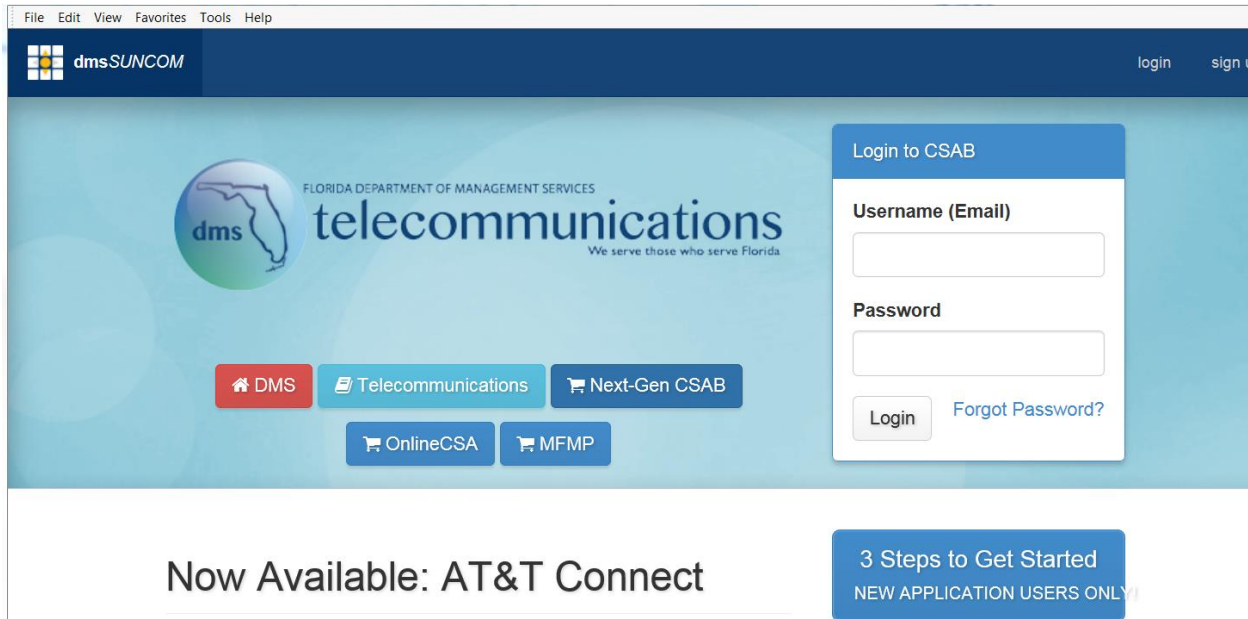 File Edit View Favorites Tools Help
dmsSUNCOM
login sign u
FLORIDA DEPARTMENT OF MANAGEMENT SERVICES
dms telecommunications
We serve those who serve Florida
DMS Telecommunications Next-Gen CSAB
OnlineCSA MFMP
Login to CSAB
Username (Email)
Password
Login Forgot Password?
Now Available: AT&T Connect
3 Steps to Get Started
NEW APPLICATION USERS ONLY!